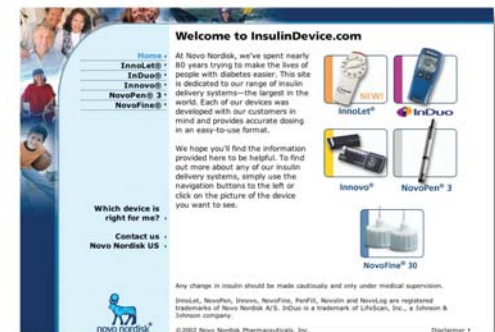 Welcome to InsulinDevice.com
Home
InnoLet®
InDuo®
Innovo®
NovoPen® 3
NovoFine®
Which device is
right for me?
Contact us
Novo Nordisk US
novo nordisk
At Novo Nordisk, we've spent nearly
80 years trying to make the lives of
people with diabetes easier. This site
is dedicated to our range of insulin
delivery systems—the largest in the
world. Each of our devices was
developed with our customers in
mind and provides accurate dosing
in an easy-to-use format.
We hope you'll find the information
provided here to be helpful. To find
out more about any of our insulin
delivery systems, simply use the
navigation buttons to the left or
click on the picture of the device
you want to see.
NEW!
InnoLet®
InDuo
Innovo®
NovoPen® 3
NovoFine® 30
Any change in insulin should be made cautiously and only under medical supervision.
InnoLet, NovoPen, Innovo, NovoFine, PenFill, Novolin and NovoLog are registered
trademarks of Novo Nordisk A/S. InDuo is a trademark of LifeScan, Inc., a Johnson &
Johnson company.
©2002 Novo Nordisk Pharmaceuticals, Inc.
Disclaimer